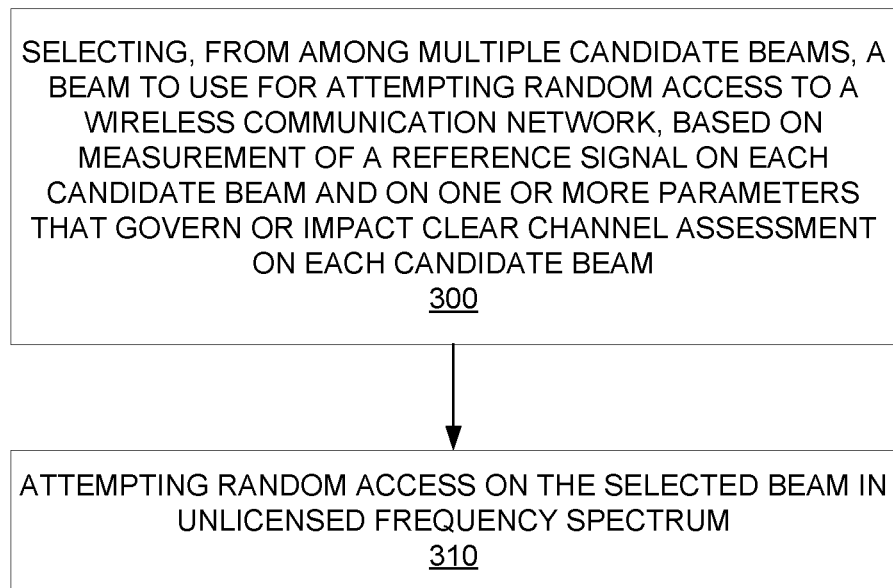 SELECTING, FROM AMONG MULTIPLE CANDIDATE BEAMS, A
BEAM TO USE FOR ATTEMPTING RANDOM ACCESS TO A
WIRELESS COMMUNICATION NETWORK, BASED ON
MEASUREMENT OF A REFERENCE SIGNAL ON EACH
CANDIDATE BEAM AND ON ONE OR MORE PARAMETERS
THAT GOVERN OR IMPACT CLEAR CHANNEL ASSESSMENT
ON EACH CANDIDATE BEAM
300
ATTEMPTING RANDOM ACCESS ON THE SELECTED BEAM IN
UNLICENSED FREQUENCY SPECTRUM
310